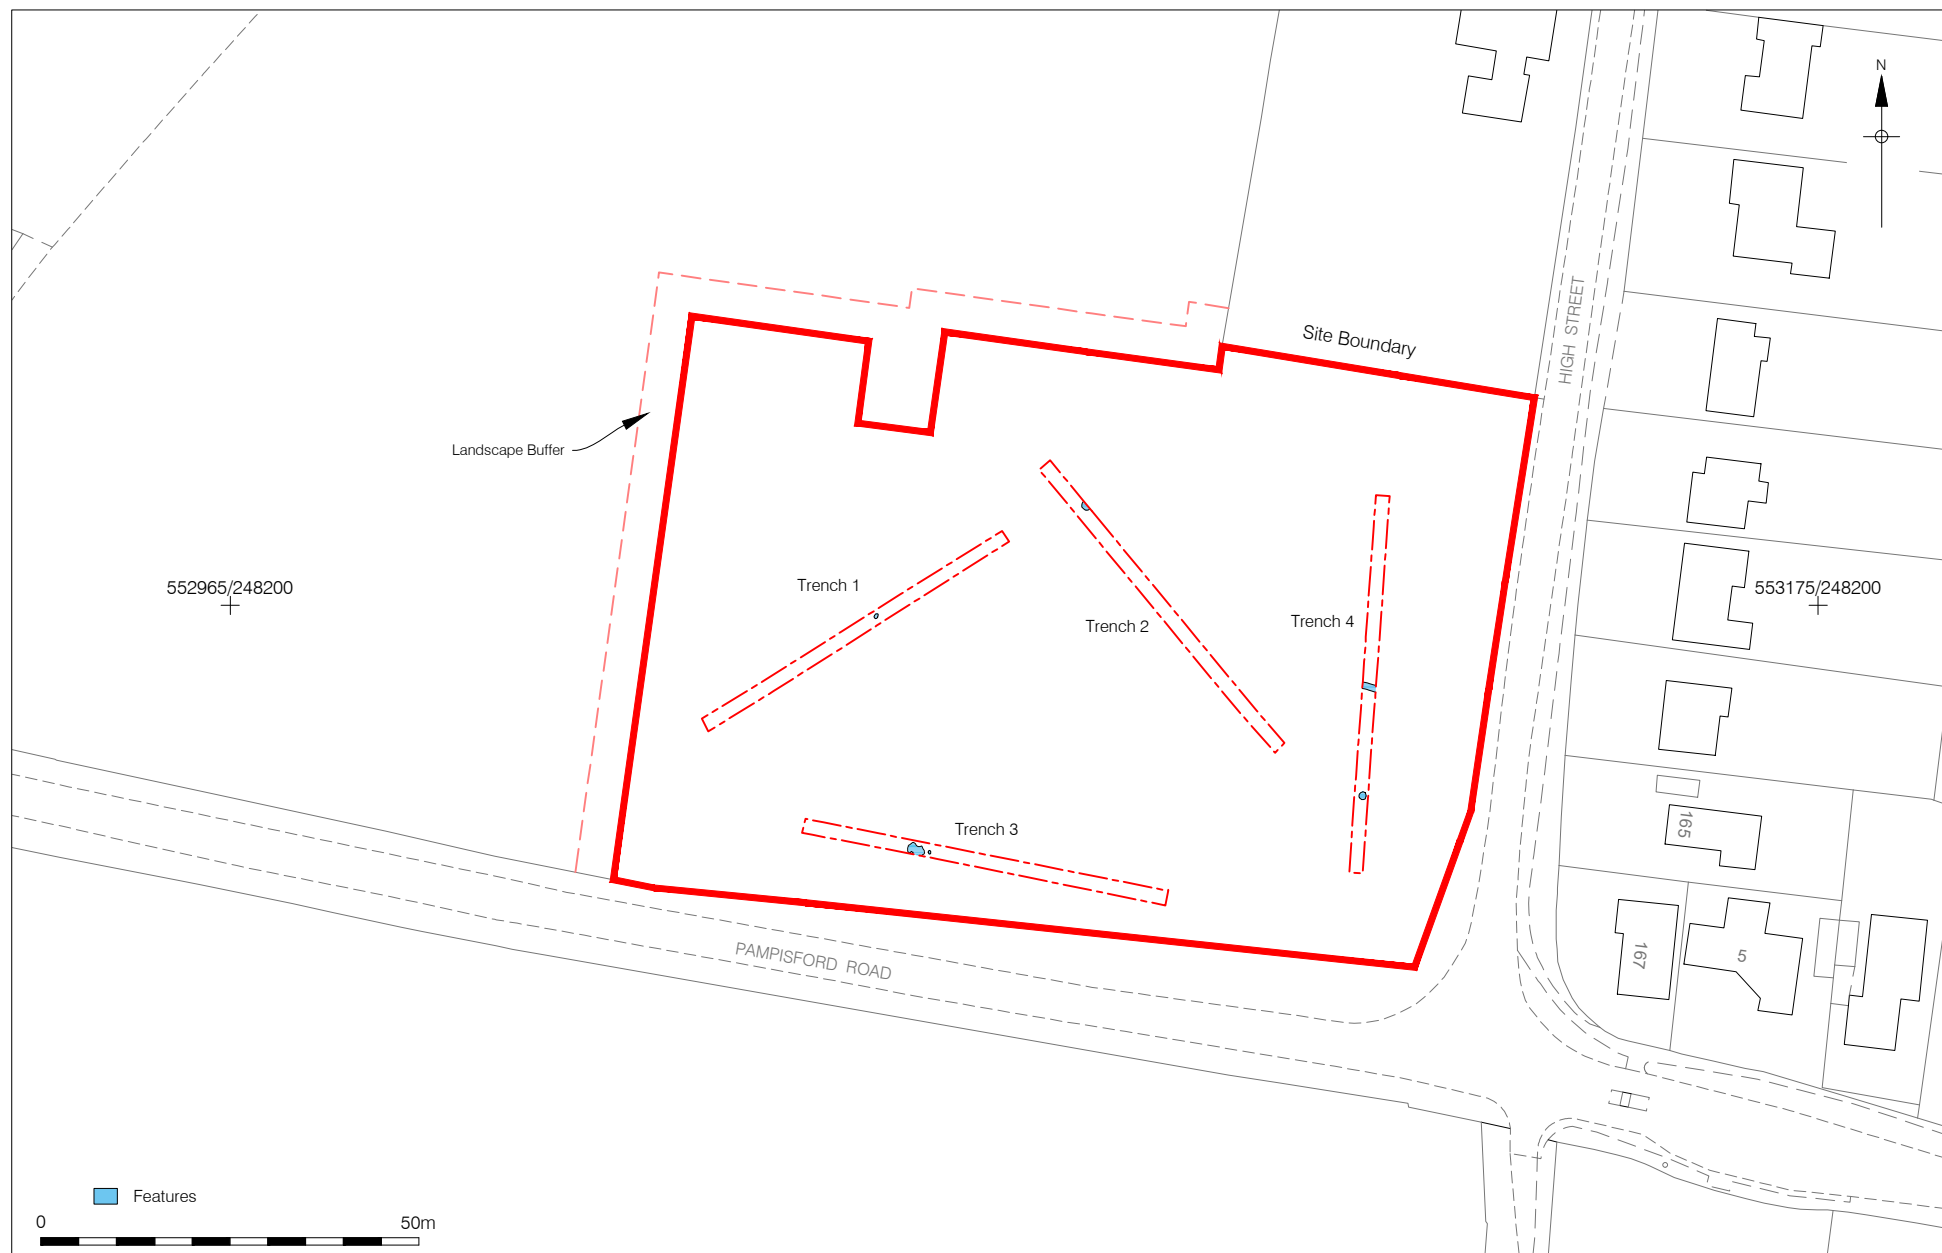 N
Site Boundary
HIGH STREET
Landscape Buffer
552965/248200
553175/248200
Trench 1
Trench 2
Trench 4
Trench 3
165
PAMPISFORD ROAD
167
5
Features
0
50m